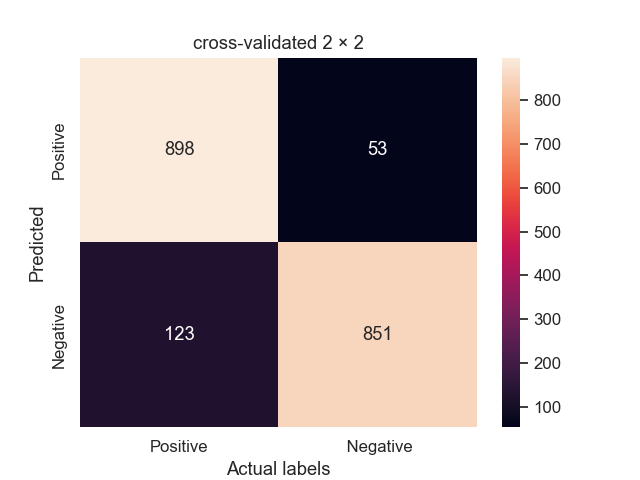 cross-validated 2 × 2
Predicted
Positive
898
53
Negative
123
851
Positive
Negative
Actual labels
800
700
600
500
400
300
200
100